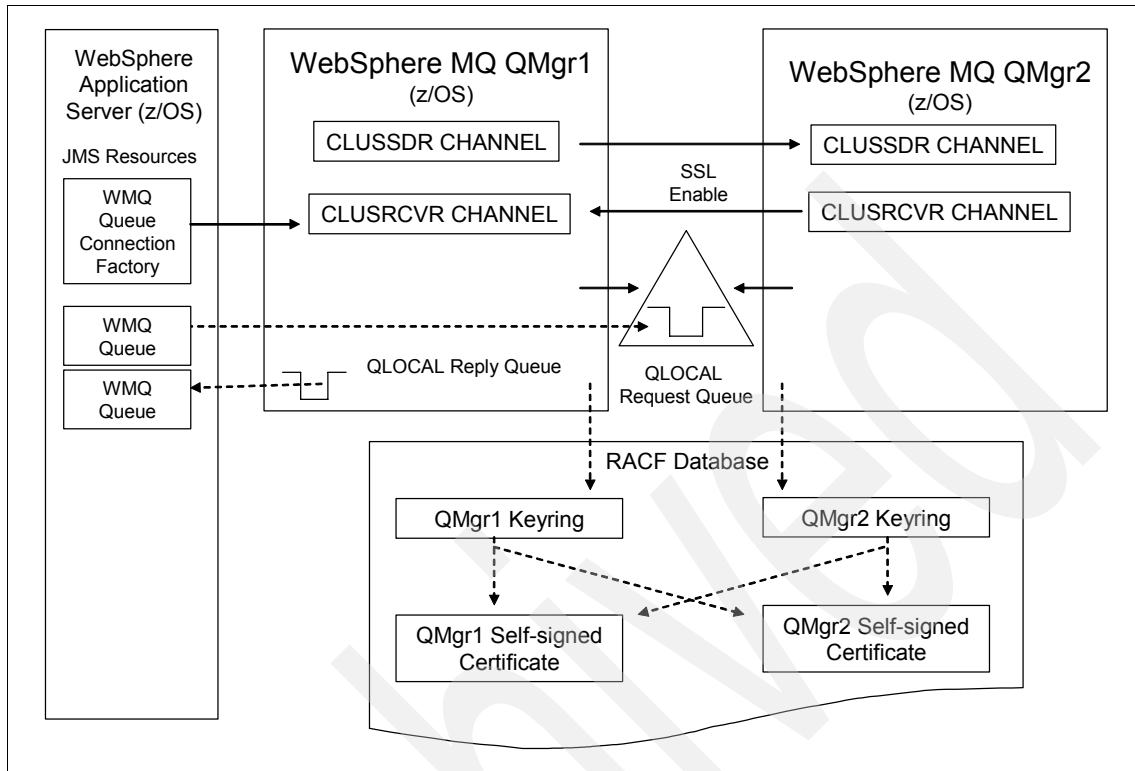 WebSphere
Application
Server (z/OS)
JMS Resources
WMQ
Queue
Connection
Factory
WMQ
Queue
WMQ
Queue
WebSphere MQ QMgr1
(z/OS)
CLUSSDR CHANNEL
CLUSRCVR CHANNEL
QLOCAL Reply Queue
SSL
Enable
QLOCAL
Request Queue
WebSphere MQ QMgr2
(z/OS)
CLUSSDR CHANNEL
CLUSRCVR CHANNEL
RACF Database
QMgr1 Keyring
QMgr2 Keyring
QMgr1 Self-signed
Certificate
QMgr2 Self-signed
Certificate